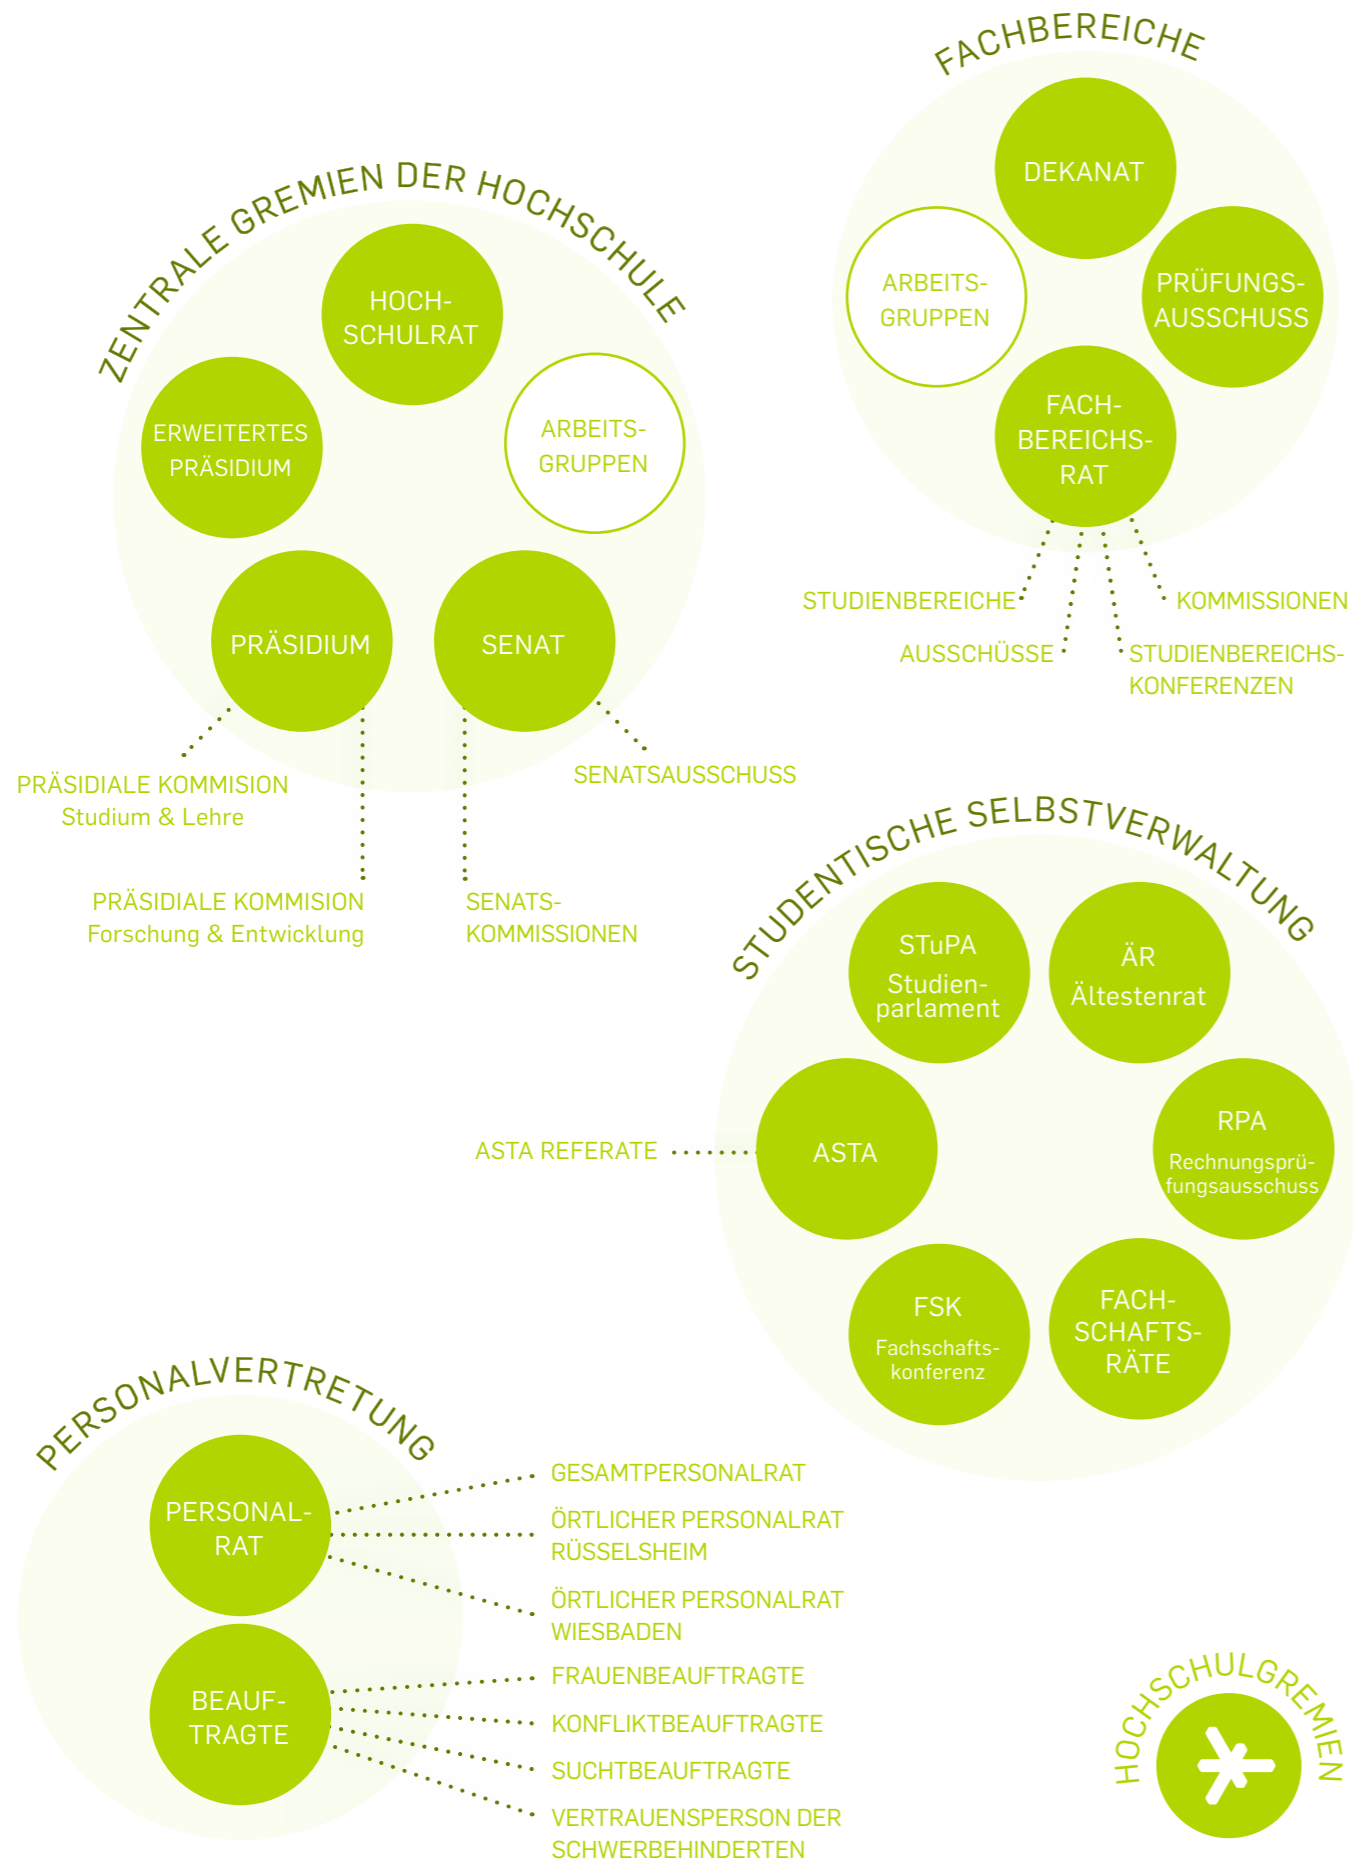 FACHBEREICHE
DEKANAT
ARBEITS-
GRUPPEN
PRÜFUNGS-
AUSSCHUSS
FACH-
BEREICHS-
RAT
STUDIENBEREICHE
KOMMISSIONEN
AUSSCHÜSSE
STUDIENBEREICHS-
KONFERENZEN
ZENTRALE GREMIEN DER HOCHSCHULE
HOCH-
SCHULRAT
ERWEITERTES
PRÄSIDIUM
ARBEITS-
GRUPPEN
PRÄSIDIUM
SENAT
PRÄSIDIALE KOMMISION
Studium & Lehre
SENATSAUSSCHUSS
PRÄSIDIALE KOMMISION
Forschung & Entwicklung
SENATS-
KOMMISSIONEN
STUDENTISCHE SELBSTVERWALTUNG
STuPA
Studien-
parlament
ÄR
Ältestenrat
ASTA REFERATE
ASTA
RPA
Rechnungsprü-
fungsausschuss
FSK
Fachschafts-
konferenz
FACH-
SCHAFTS-
RÄTE
PERSONALVERTRETUNG
PERSONAL-
RAT
GESAMTPERSONALRAT
ÖRTLICHER PERSONALRAT
RÜSSELSHEIM
ÖRTLICHER PERSONALRAT
WIESBADEN
BEAUF-
TRAGTE
FRAUENBEAUFTRAGTE
KONFLIKTBEAUFTRAGTE
SUCHTBEAUFTRAGTE
VERTRAUENSPERSON DER
SCHWERBEHINDERTEN
HOCHSCHULGREMIEN